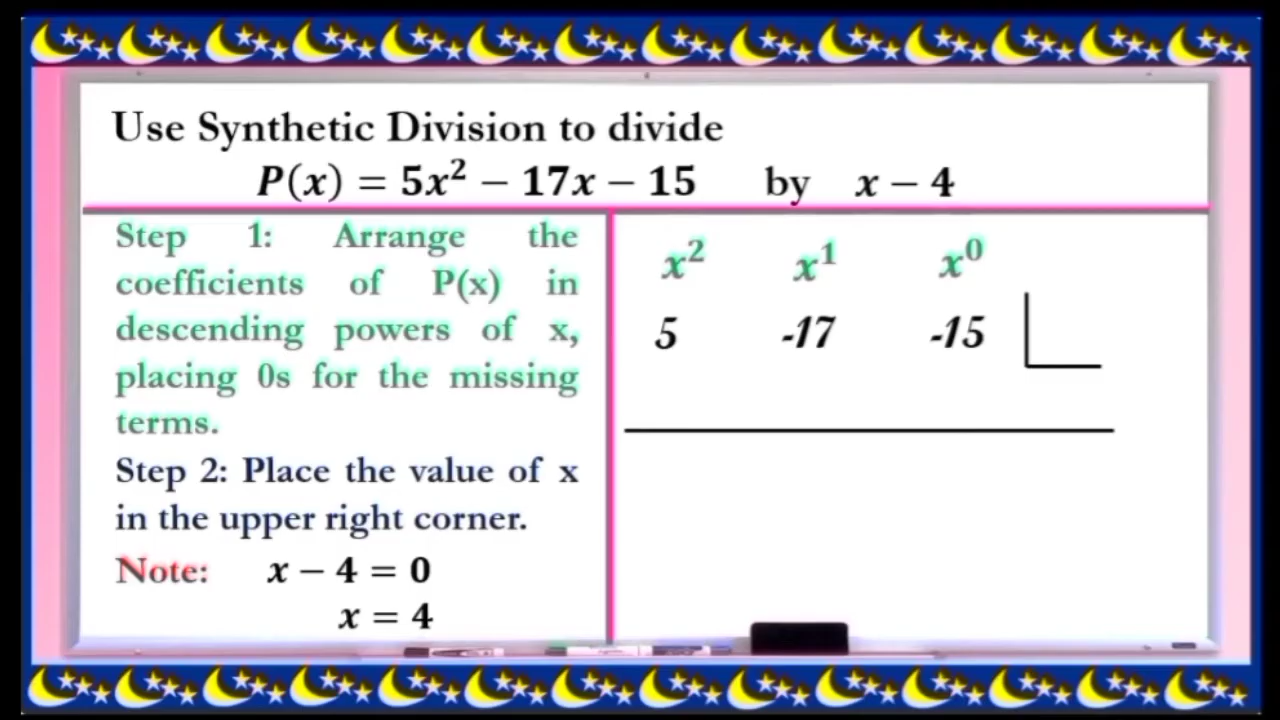 Use Synthetic Division to divide
P(x) = 5x² − 17x − 15 by x − 4
Step 1: Arrange the
coefficients of P(x) in
descending powers of x,
placing 0s for the missing
terms.
Step 2: Place the value of x
in the upper right corner.
Note: x − 4 = 0
x = 4
x² x¹ x⁰
5 -17 -15